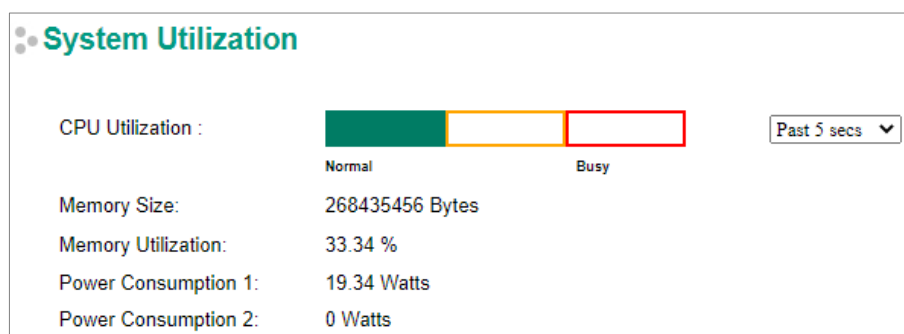 System Utilization
CPU Utilization :
Past 5 secs
Normal
Busy
Memory Size: 268435456 Bytes
Memory Utilization: 33.34 %
Power Consumption 1: 19.34 Watts
Power Consumption 2: 0 Watts